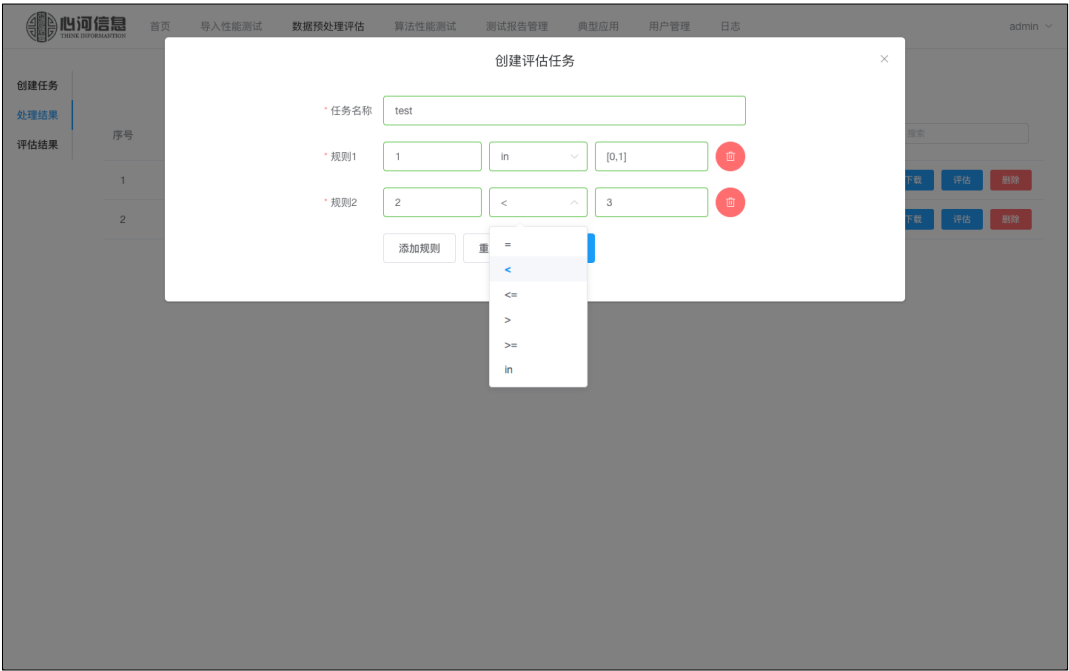 心河信息
THINK INFORMANTION
首页 导入性能测试 数据预处理评估 算法性能测试 测试报告管理 典型应用 用户管理 日志 admin
创建评估任务
创建任务
处理结果
评估结果
* 任务名称 test
* 规则1 1 in [0,1]
* 规则2 2 < 3
添加规则 重
=
<
<=
>
>=
in
序号 搜索
1 下载 评估 删除
2 下载 评估 删除